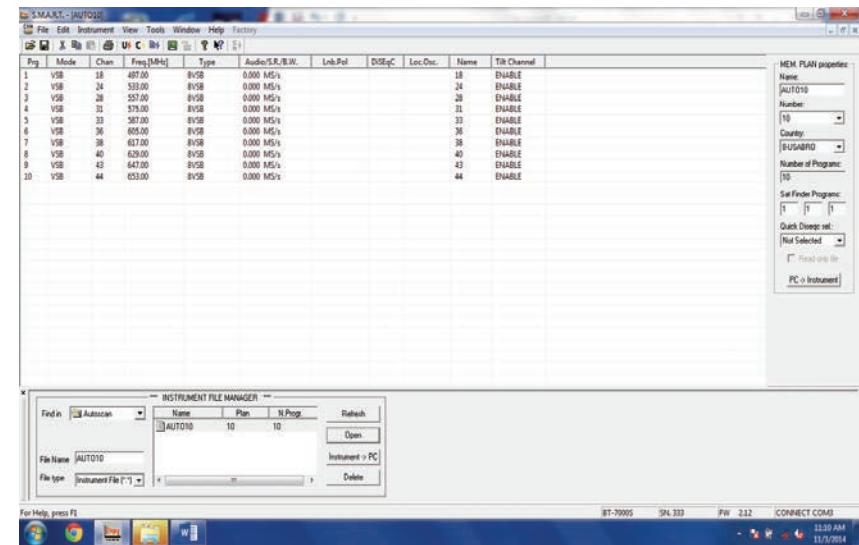 S.M.A.R.T. - [AUTO10]
File Edit Instrument View Tools Window Help Factory
Prg Mode Chan Freq.[MHz] Type Audio/S.R./B.W. Lnb.Pol DiSEqC Loc.Osc. Name Tilt Channel
1 VSB 18 497.00 8VSB 0.000 MS/s 18 ENABLE
2 VSB 24 533.00 8VSB 0.000 MS/s 24 ENABLE
3 VSB 28 557.00 8VSB 0.000 MS/s 28 ENABLE
4 VSB 31 575.00 8VSB 0.000 MS/s 31 ENABLE
5 VSB 33 587.00 8VSB 0.000 MS/s 33 ENABLE
6 VSB 36 605.00 8VSB 0.000 MS/s 36 ENABLE
7 VSB 38 617.00 8VSB 0.000 MS/s 38 ENABLE
8 VSB 40 629.00 8VSB 0.000 MS/s 40 ENABLE
9 VSB 43 647.00 8VSB 0.000 MS/s 43 ENABLE
10 VSB 44 653.00 8VSB 0.000 MS/s 44 ENABLE
MEM. PLAN properties
Name:
AUTO10
Number:
10
Country:
8-USABRO
Number of Programs:
10
Sat Finder Programs:
1 1 1
Quick Diseqc sel.:
Not Selected
Read only file
PC -> Instrument
INSTRUMENT FILE MANAGER
Find in Autoscan
Name Plan N.Progr.
AUTO10 10 10
File Name AUTO10
File type Instrument File (*.*)
Refresh
Open
Instrument -> PC
Delete
For Help, press F1
BT-7000S SN. 333 FW 2.12 CONNECT COM3
11:10 AM
11/3/2014